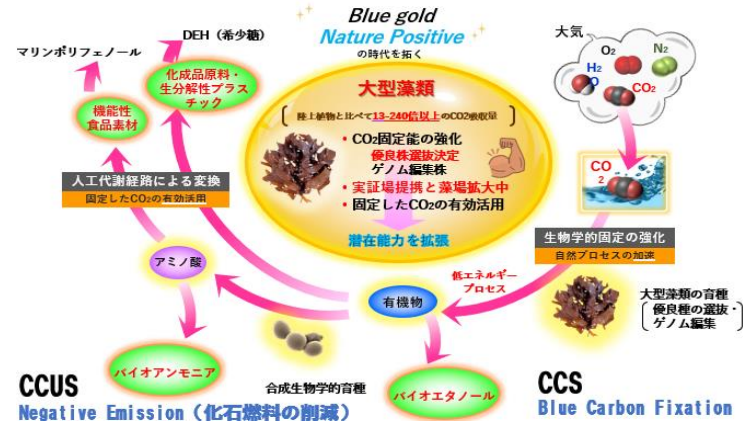 Blue gold
Nature Positive
の時代を拓く
大型藻類
陸上植物と比べて13-240倍以上のCO2吸収量
・CO2固定能の強化
優良株選抜決定
ゲノム編集株
・実証場提携と藻場拡大中
・固定したCO2の有効活用
潜在能力を拡張
マリンポリフェノール
DEH（希少糖）
機能性
食品素材
化成品原料・
生分解性プラス
チック
人工代謝経路による変換
固定したCO2の有効活用
アミノ酸
バイオアンモニア
合成生物学的育種
有機物
バイオエタノール
低エネルギー
プロセス
大気
O2
N2
H2
O
CO2
CO
2
生物学的固定の強化
自然プロセスの加速
大型藻類の育種
優良種の選抜・
ゲノム編集
CCUS
Negative Emission（化石燃料の削減）
CCS
Blue Carbon Fixation